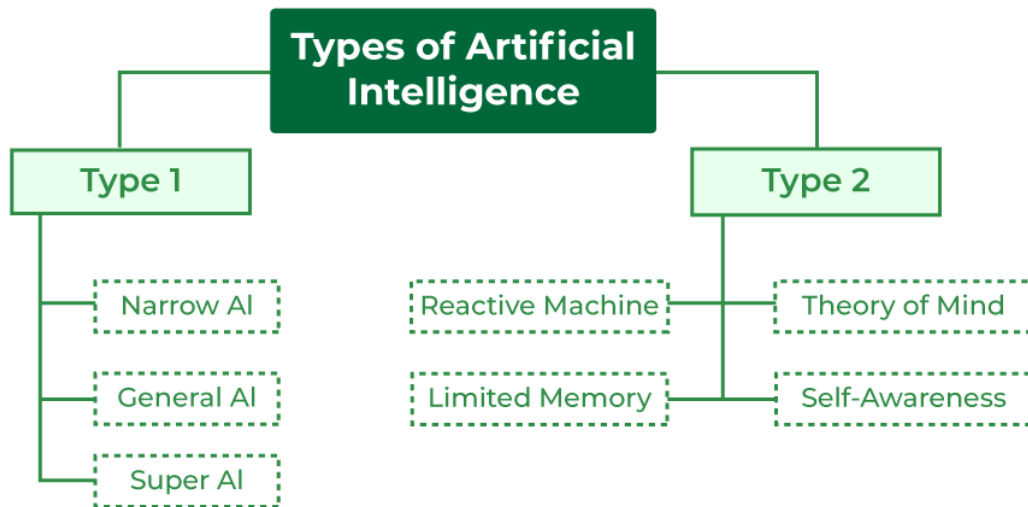 Types of Artificial
Intelligence
Type 1
Type 2
Narrow AI
Reactive Machine
Theory of Mind
General AI
Limited Memory
Self-Awareness
Super AI